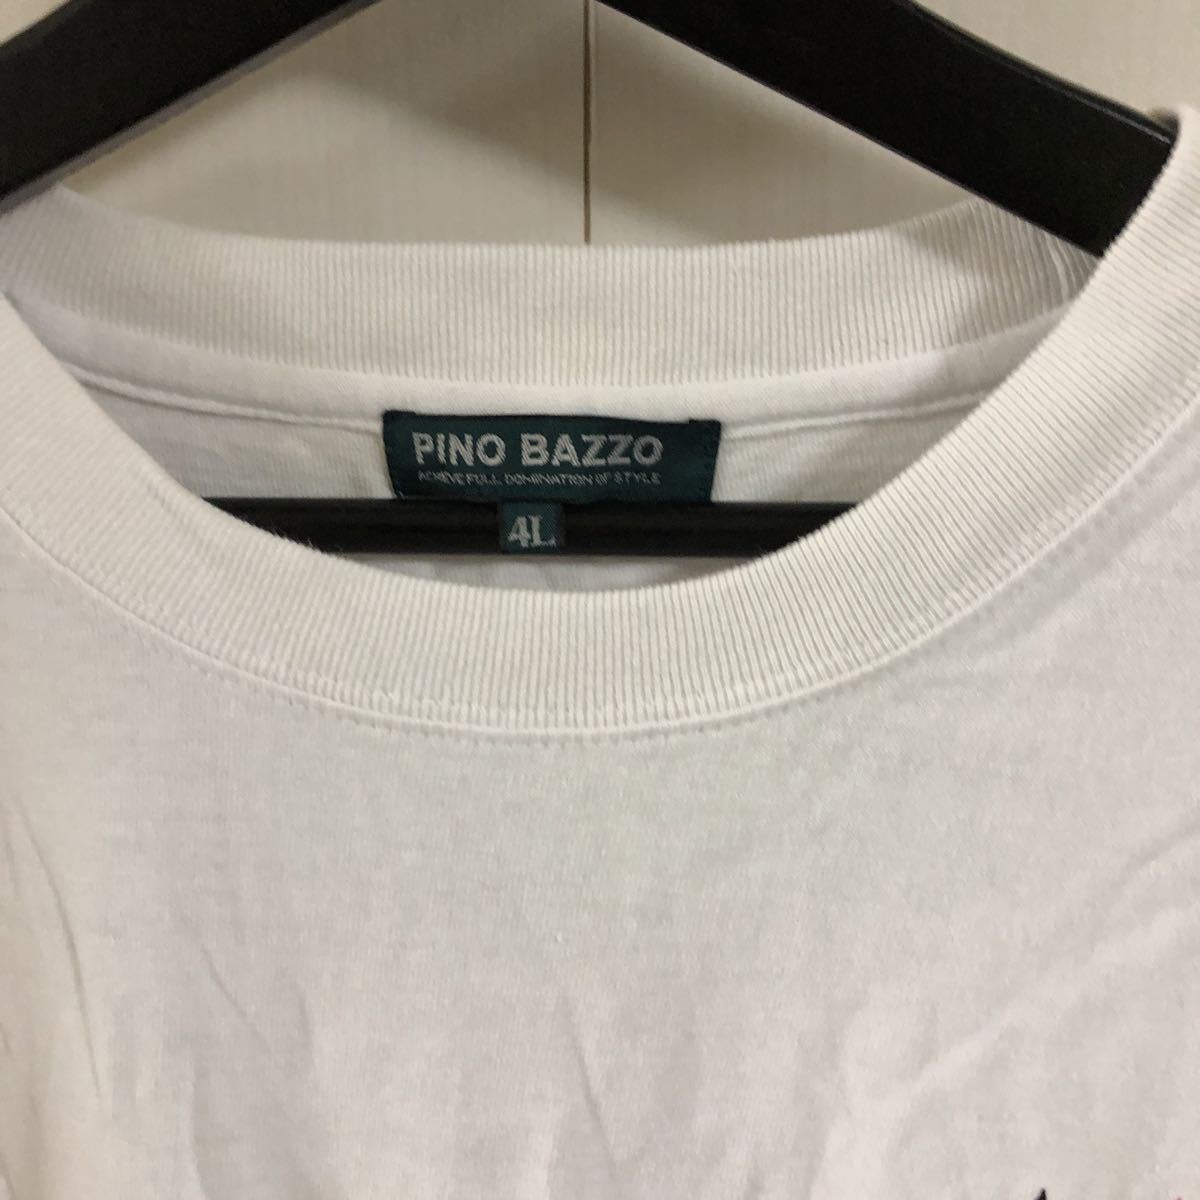 PINO BAZZO
ACHIEVE FULL DOMINATION OF STYLE
4L